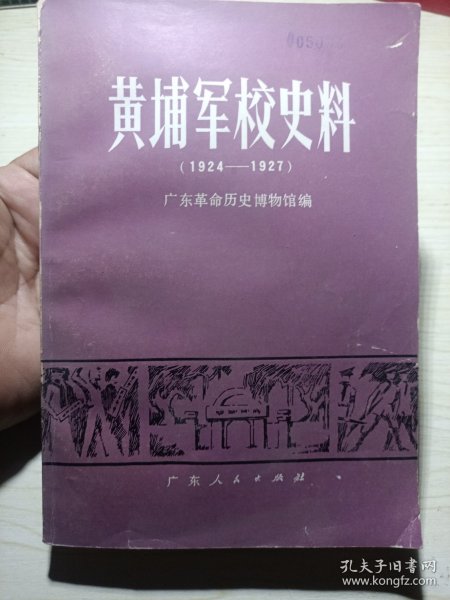 黄埔军校史料
(1924——1927)
广东革命历史博物馆编
广东人民出版社
孔夫子旧书网
www.kongfz.com